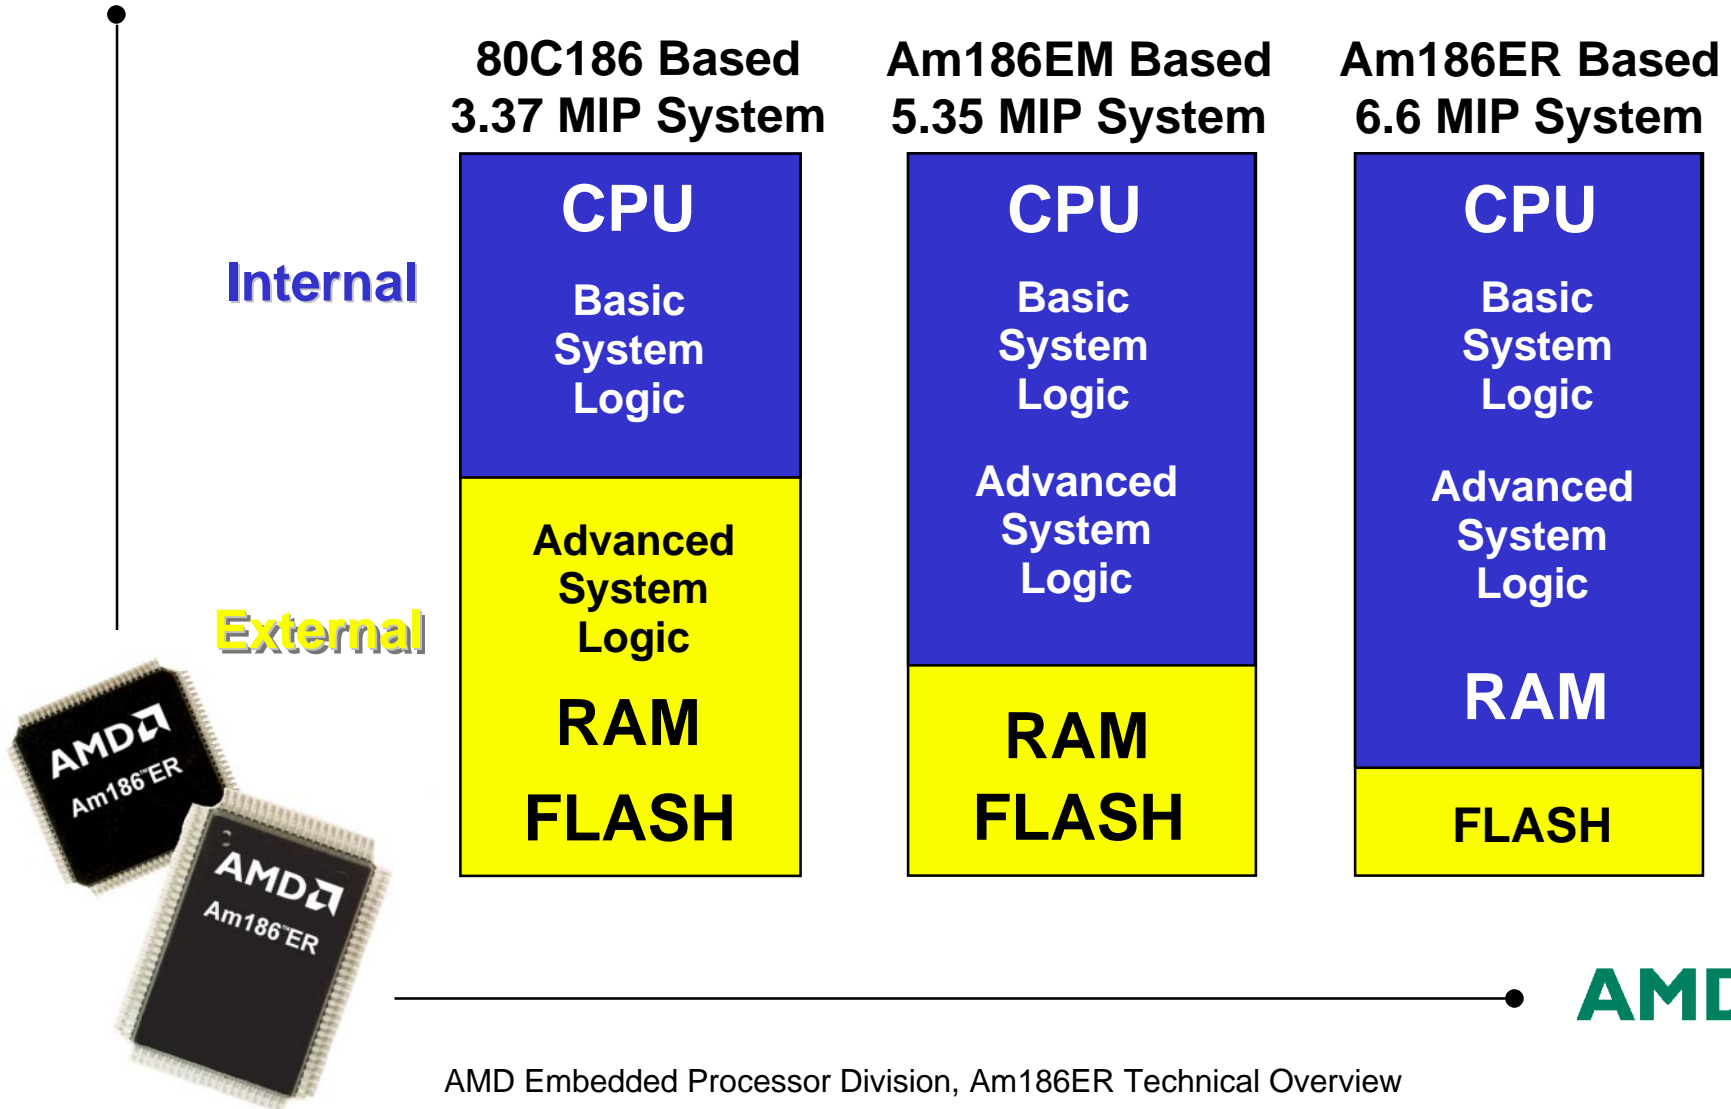 80C186 Based
3.37 MIP System
Am186EM Based
5.35 MIP System
Am186ER Based
6.6 MIP System
Internal
External
CPU
Basic
System
Logic
Advanced
System
Logic
RAM
FLASH
CPU
Basic
System
Logic
Advanced
System
Logic
RAM
FLASH
CPU
Basic
System
Logic
Advanced
System
Logic
RAM
FLASH
AMD
Am186™ER
AMD
Am186™ER
AMD
AMD Embedded Processor Division, Am186ER Technical Overview